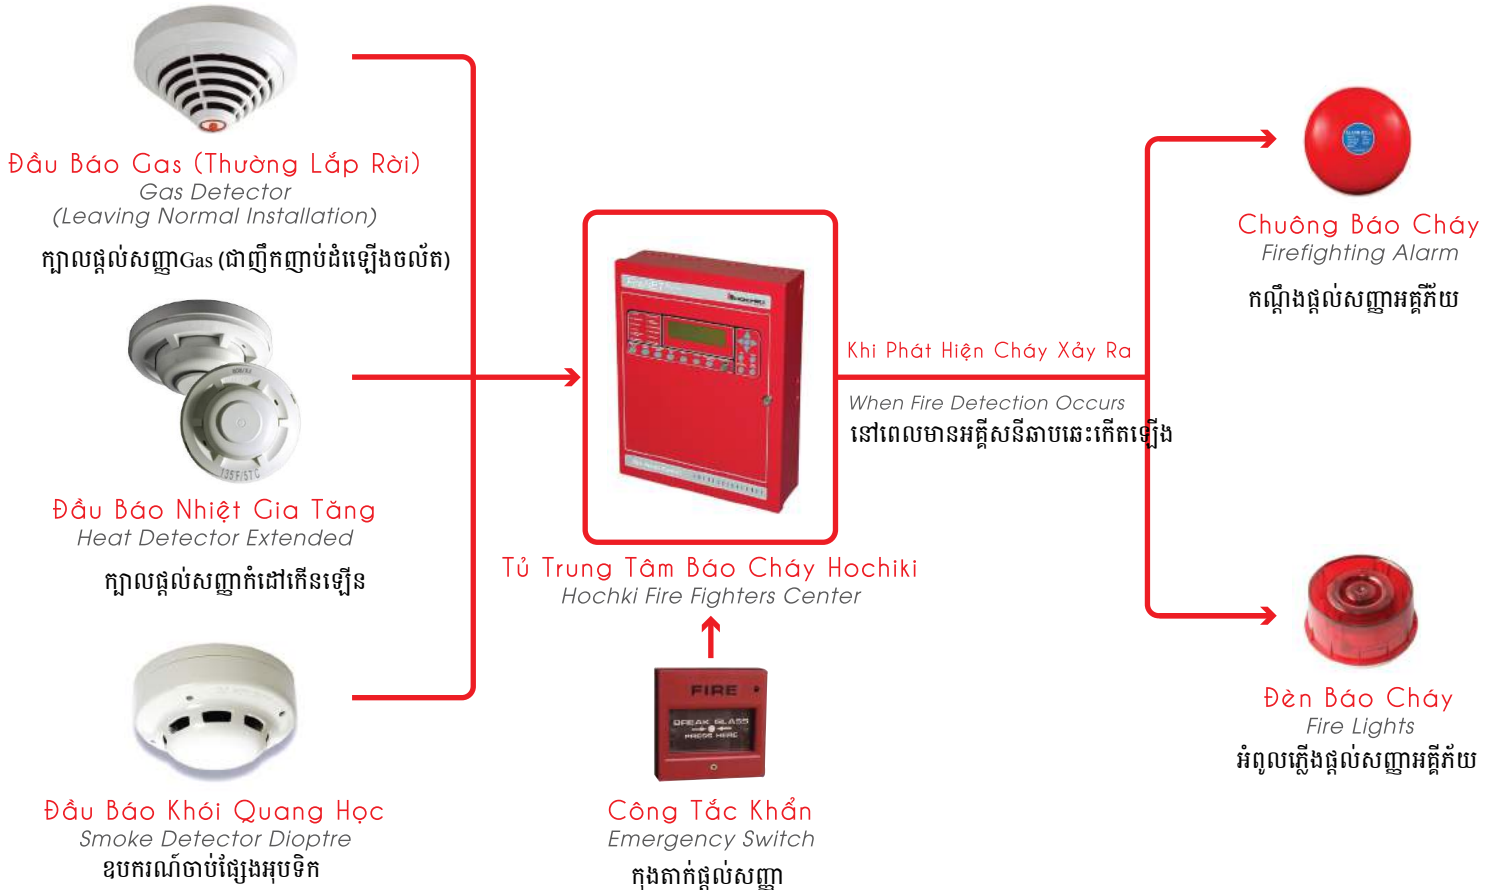 Đầu Báo Gas (Thường Lắp Rời)
Gas Detector
(Leaving Normal Installation)
ក្បាលផ្តល់សញ្ញាGas (ជាញឹកញាប់ដំឡើងចល័ត)
135°F/57°C
Đầu Báo Nhiệt Gia Tăng
Heat Detector Extended
ក្បាលផ្តល់សញ្ញាកំដៅកើនឡើន
Đầu Báo Khói Quang Học
Smoke Detector Dioptre
ឧបករណ៍ចាប់ផ្សែងអុបទិក
HOCHIKI
Tủ Trung Tâm Báo Cháy Hochiki
Hochki Fire Fighters Center
FIRE
BREAK GLASS
PRESS HERE
Công Tắc Khẩn
Emergency Switch
កុងតាក់ផ្តល់សញ្ញា
Khi Phát Hiện Cháy Xảy Ra
When Fire Detection Occurs
នៅពេលមានអគ្គីសនីឆាបឆេះកើតឡើង
Chuông Báo Cháy
Firefighting Alarm
កណ្តឹងផ្តល់សញ្ញាអគ្គីភ័យ
Đèn Báo Cháy
Fire Lights
អំពូលភ្លើងផ្តល់សញ្ញាអគ្គីភ័យ